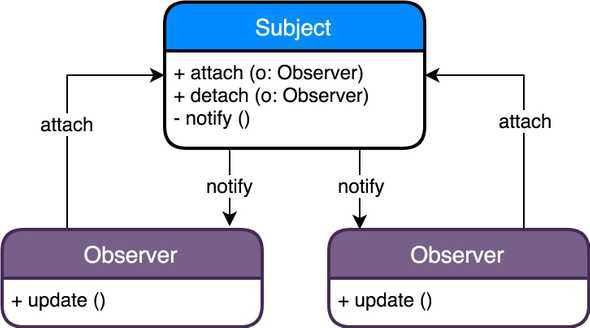 Subject
+ attach (o: Observer)
+ detach (o: Observer)
- notify ()
attach
attach
notify
notify
Observer
+ update ()
Observer
+ update ()